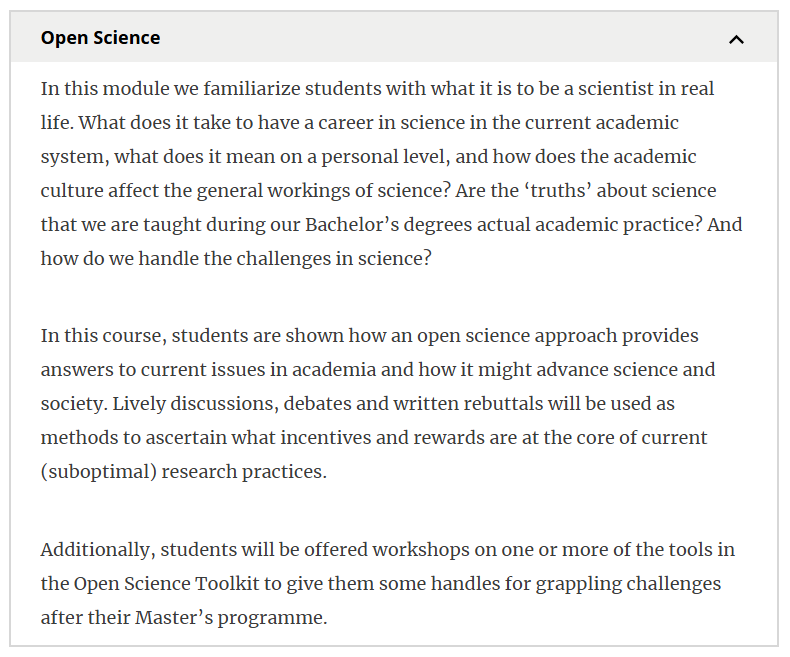 Open Science
In this module we familiarize students with what it is to be a scientist in real
life. What does it take to have a career in science in the current academic
system, what does it mean on a personal level, and how does the academic
culture affect the general workings of science? Are the ‘truths’ about science
that we are taught during our Bachelor’s degrees actual academic practice? And
how do we handle the challenges in science?
In this course, students are shown how an open science approach provides
answers to current issues in academia and how it might advance science and
society. Lively discussions, debates and written rebuttals will be used as
methods to ascertain what incentives and rewards are at the core of current
(suboptimal) research practices.
Additionally, students will be offered workshops on one or more of the tools in
the Open Science Toolkit to give them some handles for grappling challenges
after their Master’s programme.